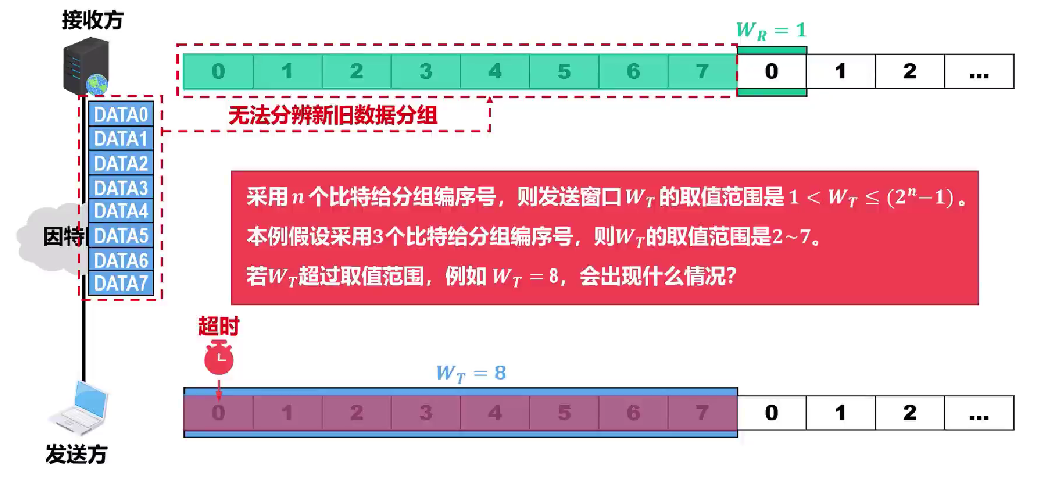 接收方
W_R = 1
0 1 2 3 4 5 6 7 0 1 2 ...
无法分辨新旧数据分组
DATA0
DATA1
DATA2
DATA3
DATA4
DATA5
DATA6
DATA7
因特
采用 n 个比特给分组编序号，则发送窗口 W_T 的取值范围是 1 < W_T ≤ (2^n−1) 。
本例假设采用3个比特给分组编序号，则W_T的取值范围是2~7。
若W_T超过取值范围，例如 W_T = 8，会出现什么情况？
超时
W_T = 8
0 1 2 3 4 5 6 7 0 1 2 ...
发送方